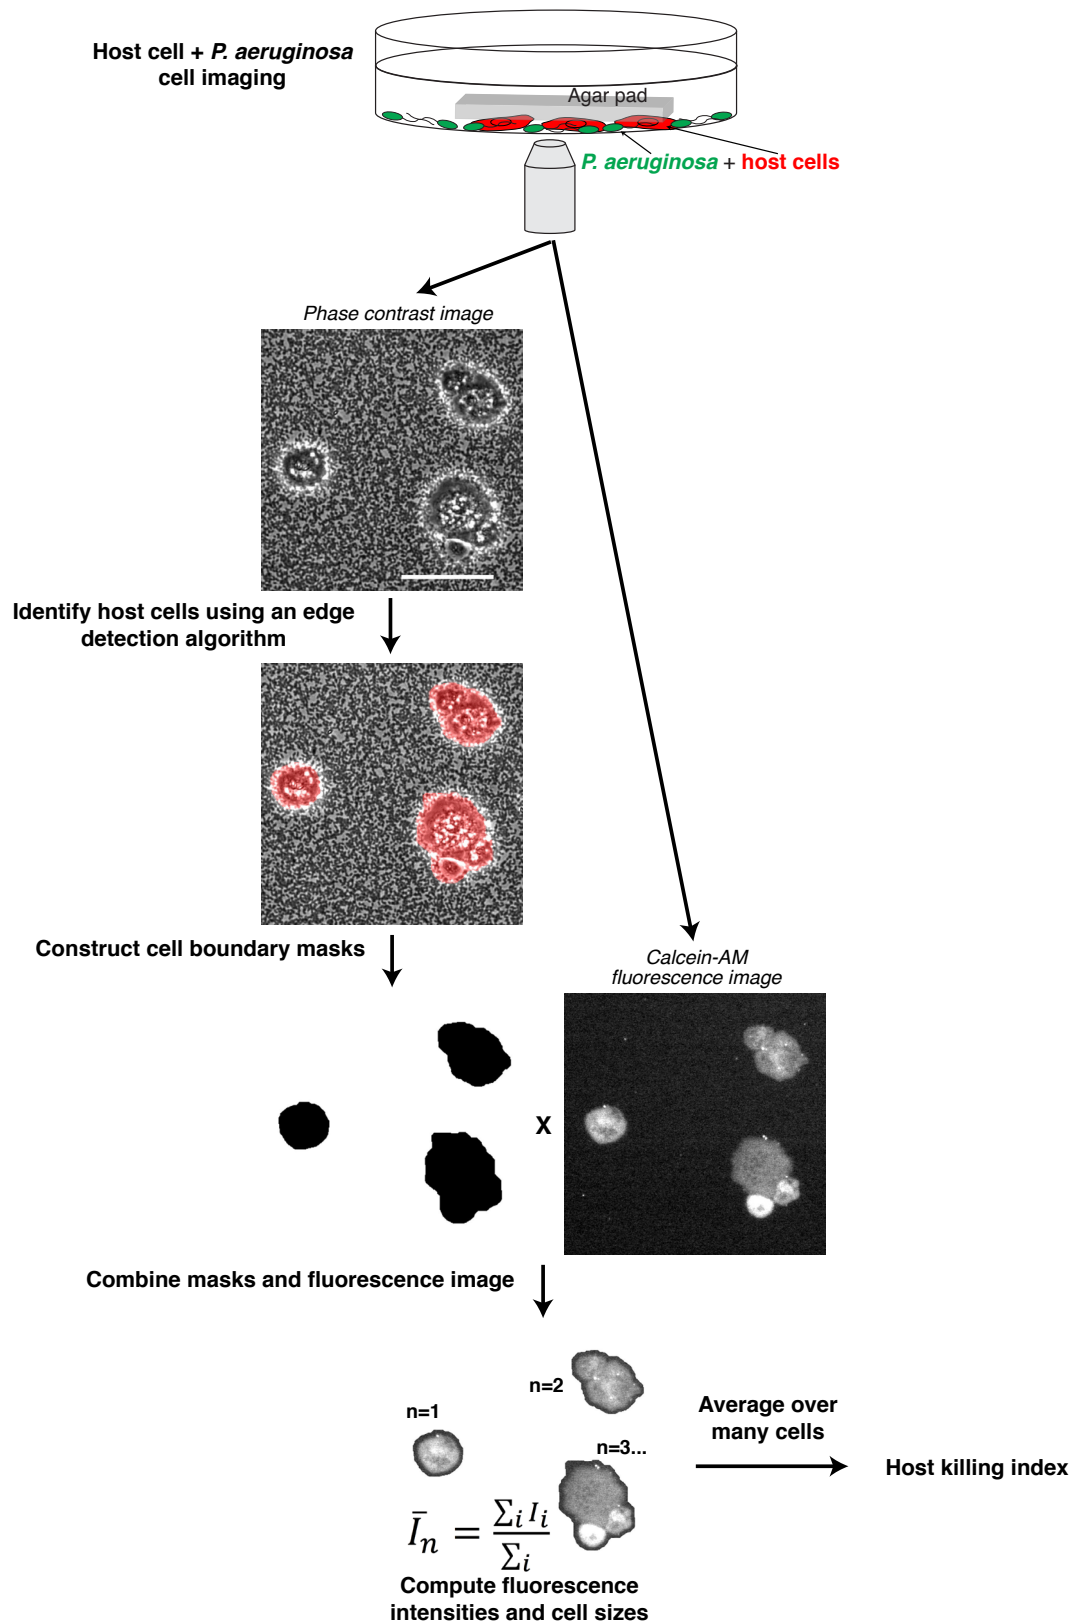 Host cell + P. aeruginosa
cell imaging
Agar pad
P. aeruginosa + host cells
Phase contrast image
Identify host cells using an edge
detection algorithm
Construct cell boundary masks
Calcein-AM
fluorescence image
X
Combine masks and fluorescence image
n=2
n=1
n=3...
Average over
many cells
Host killing index
Īₙ = ∑ᵢ Iᵢ / ∑ᵢ
Compute fluorescence
intensities and cell sizes